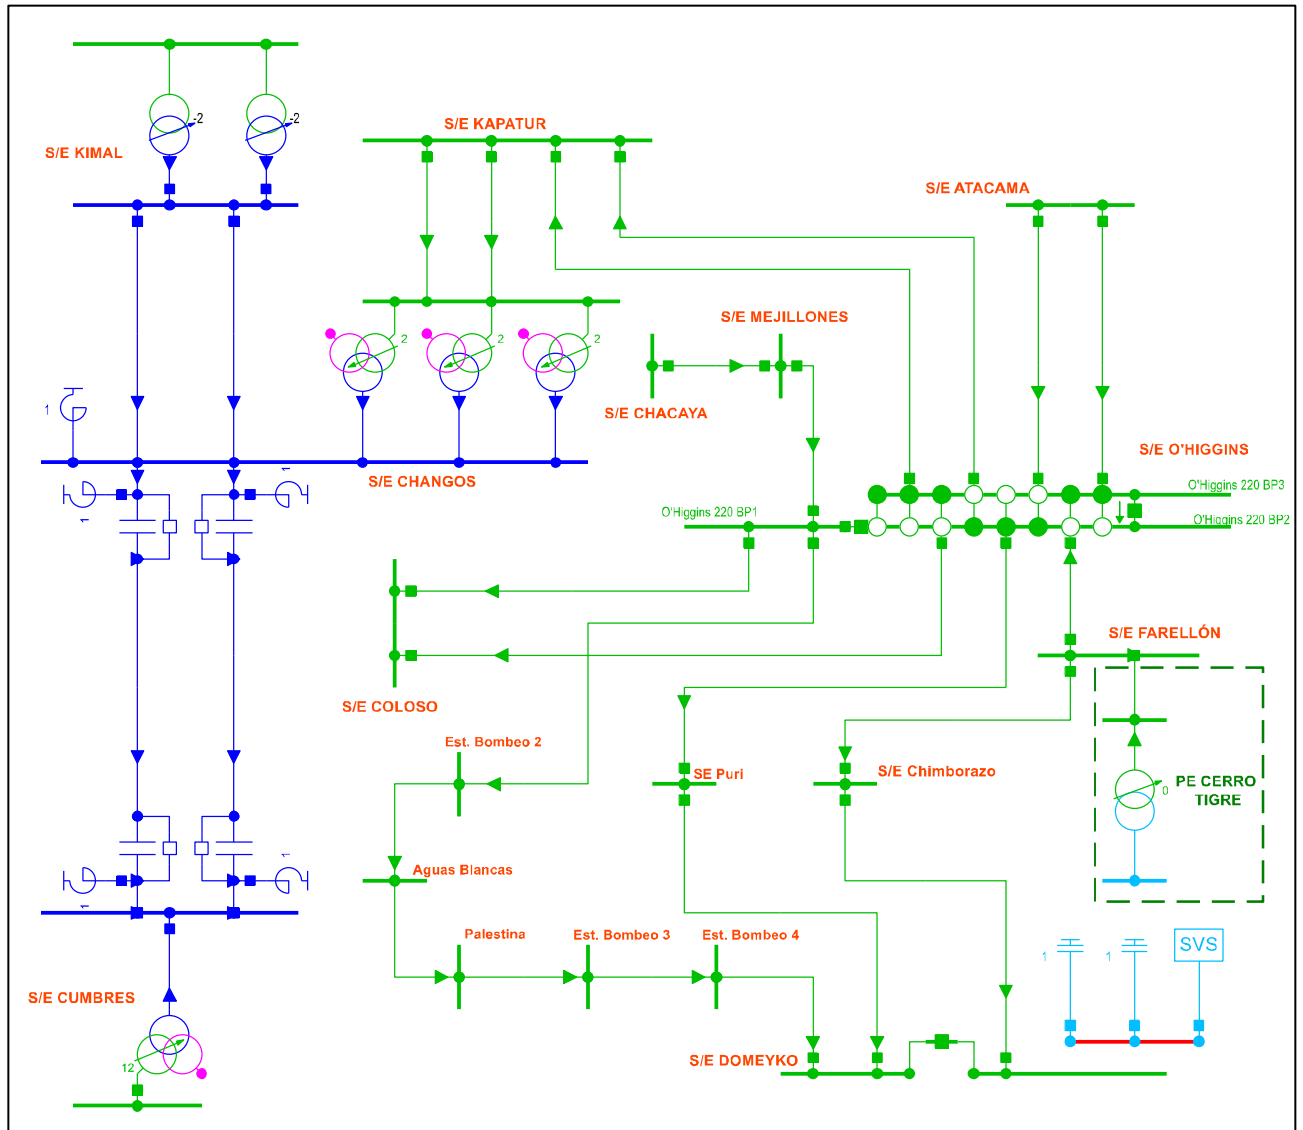 S/E KIMAL
-2
-2
S/E KAPATUR
S/E ATACAMA
2
2
2
S/E MEJILLONES
S/E CHACAYA
1
S/E CHANGOS
S/E O'HIGGINS
O'Higgins 220 BP3
O'Higgins 220 BP1
O'Higgins 220 BP2
1
1
S/E COLOSO
S/E FARELLÓN
Est. Bombeo 2
SE Puri
S/E Chimborazo
PE CERRO
TIGRE
0
Aguas Blancas
1
1
Palestina
Est. Bombeo 3
Est. Bombeo 4
1
1
SVS
S/E CUMBRES
12
S/E DOMEYKO